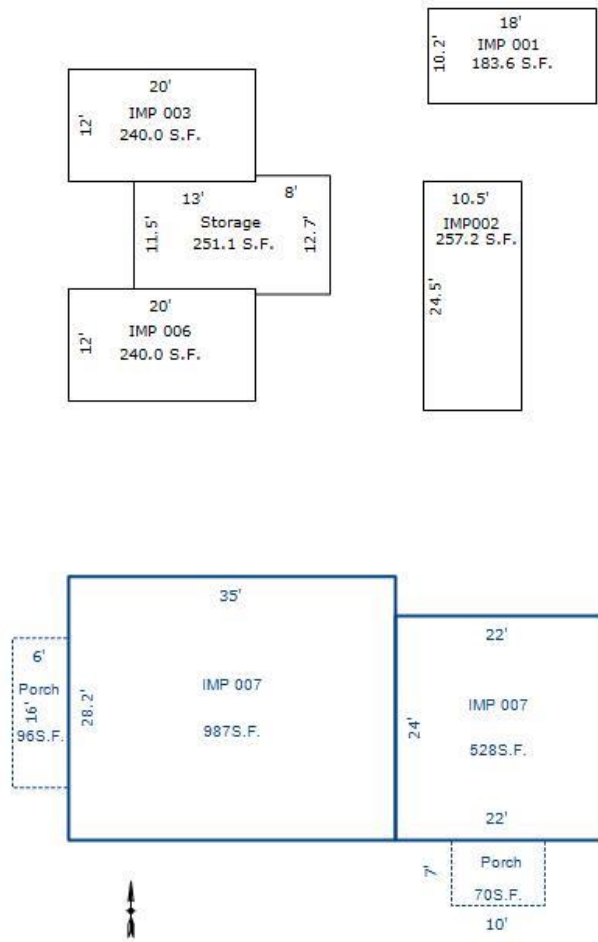 18'
IMP 001
10.2'
183.6 S.F.
20'
IMP 003
12'
240.0 S.F.
13'
8'
Storage
11.5'
251.1 S.F.
12.7'
10.5'
IMP002
257.2 S.F.
24.5'
20'
IMP 006
12'
240.0 S.F.
35'
IMP 007
28.2'
987S.F.
6'
Porch
16'
96S.F.
22'
IMP 007
24'
528S.F.
22'
Porch
7'
70S.F.
10'